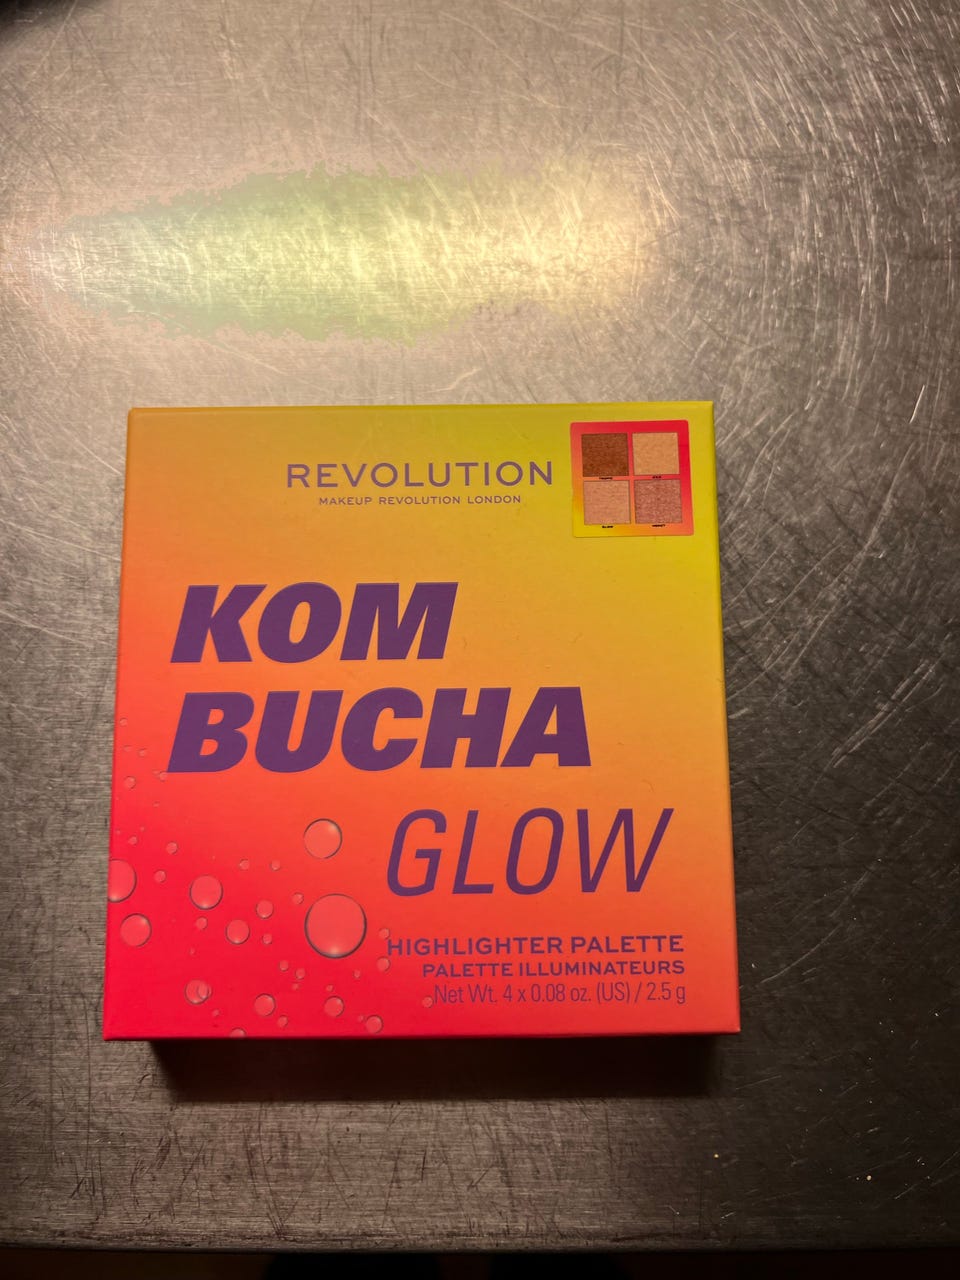 REVOLUTION
MAKEUP REVOLUTION LONDON
KOM
BUCHA
GLOW
HIGHLIGHTER PALETTE
PALETTE ILLUMINATEURS
Net Wt. 4 x 0.08 oz. (US) / 2.5 g